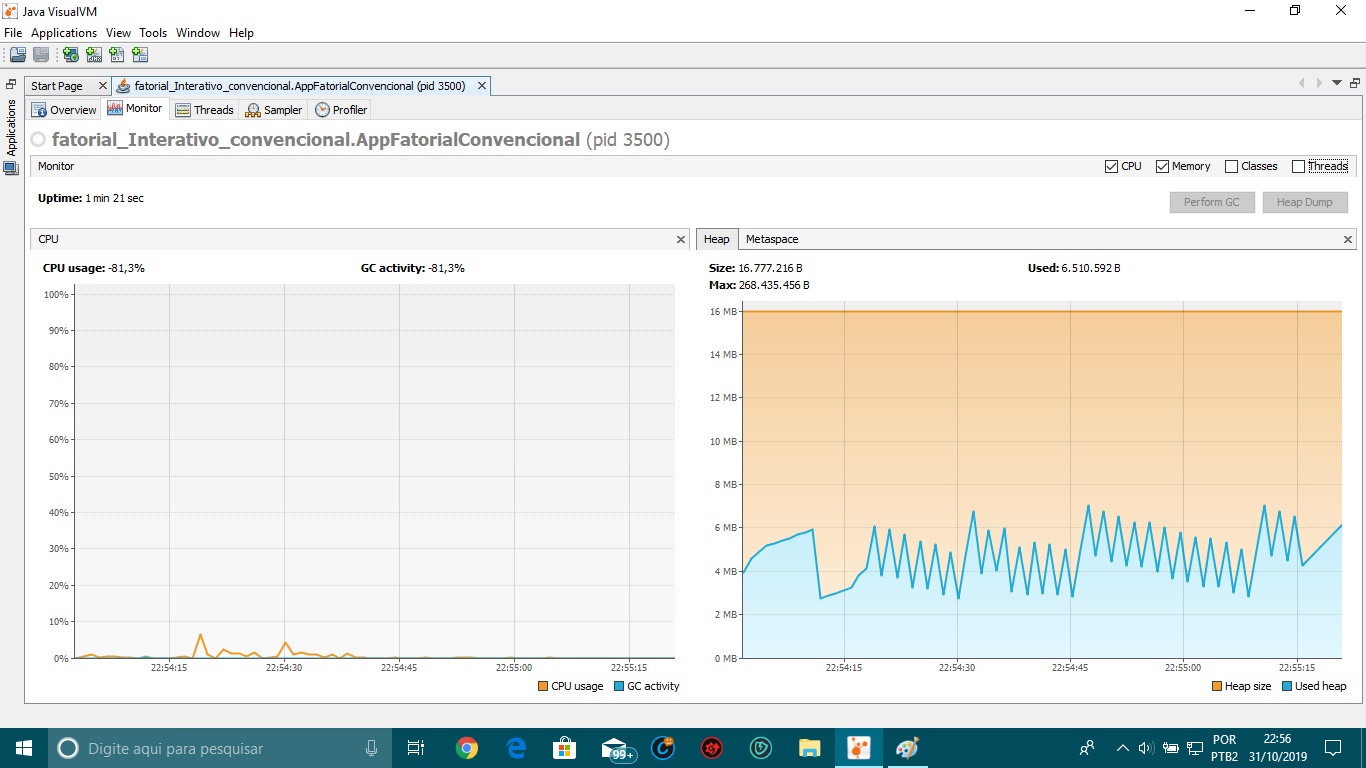 Java VisualVM
File Applications View Tools Window Help
Applications
Start Page
fatorial_Interativo_convencional.AppFatorialConvencional (pid 3500)
Overview Monitor Threads Sampler Profiler
fatorial_Interativo_convencional.AppFatorialConvencional (pid 3500)
Monitor CPU Memory Classes Threads
Uptime: 1 min 21 sec
Perform GC Heap Dump
CPU
CPU usage: -81,3% GC activity: -81,3%
100%
90%
80%
70%
60%
50%
40%
30%
20%
10%
0%
22:54:15 22:54:30 22:54:45 22:55:00 22:55:15
CPU usage GC activity
Heap Metaspace
Size: 16.777.216 B Used: 6.510.592 B
Max: 268.435.456 B
16 MB
14 MB
12 MB
10 MB
8 MB
6 MB
4 MB
2 MB
0 MB
22:54:15 22:54:30 22:54:45 22:55:00 22:55:15
Heap size Used heap
Digite aqui para pesquisar
99+
POR
PTB2
22:56
31/10/2019